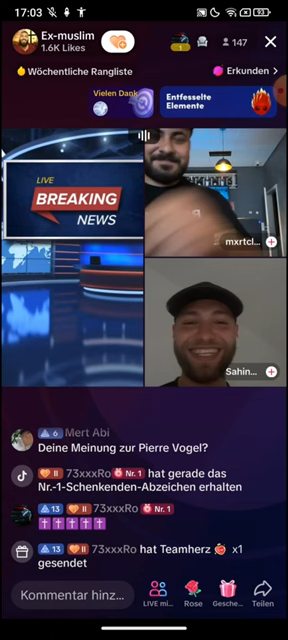 17:03
93
Ex-muslim
1.6K Likes
1
147
Wöchentliche Rangliste
Erkunden >
Vielen Dank
Entfesselte
Elemente
LIVE
BREAKING
NEWS
mxrtcl...
Sahin...
6 Mert Abi
Deine Meinung zur Pierre Vogel?
II 73xxxRo Nr. 1 hat gerade das
Nr.-1-Schenkenden-Abzeichen erhalten
13 II 73xxxRo Nr. 1
✝️✝️✝️✝️✝️
13 II 73xxxRo hat Teamherz x1
gesendet
Kommentar hinz...
LIVE mi...
Rose
Gesche...
Teilen